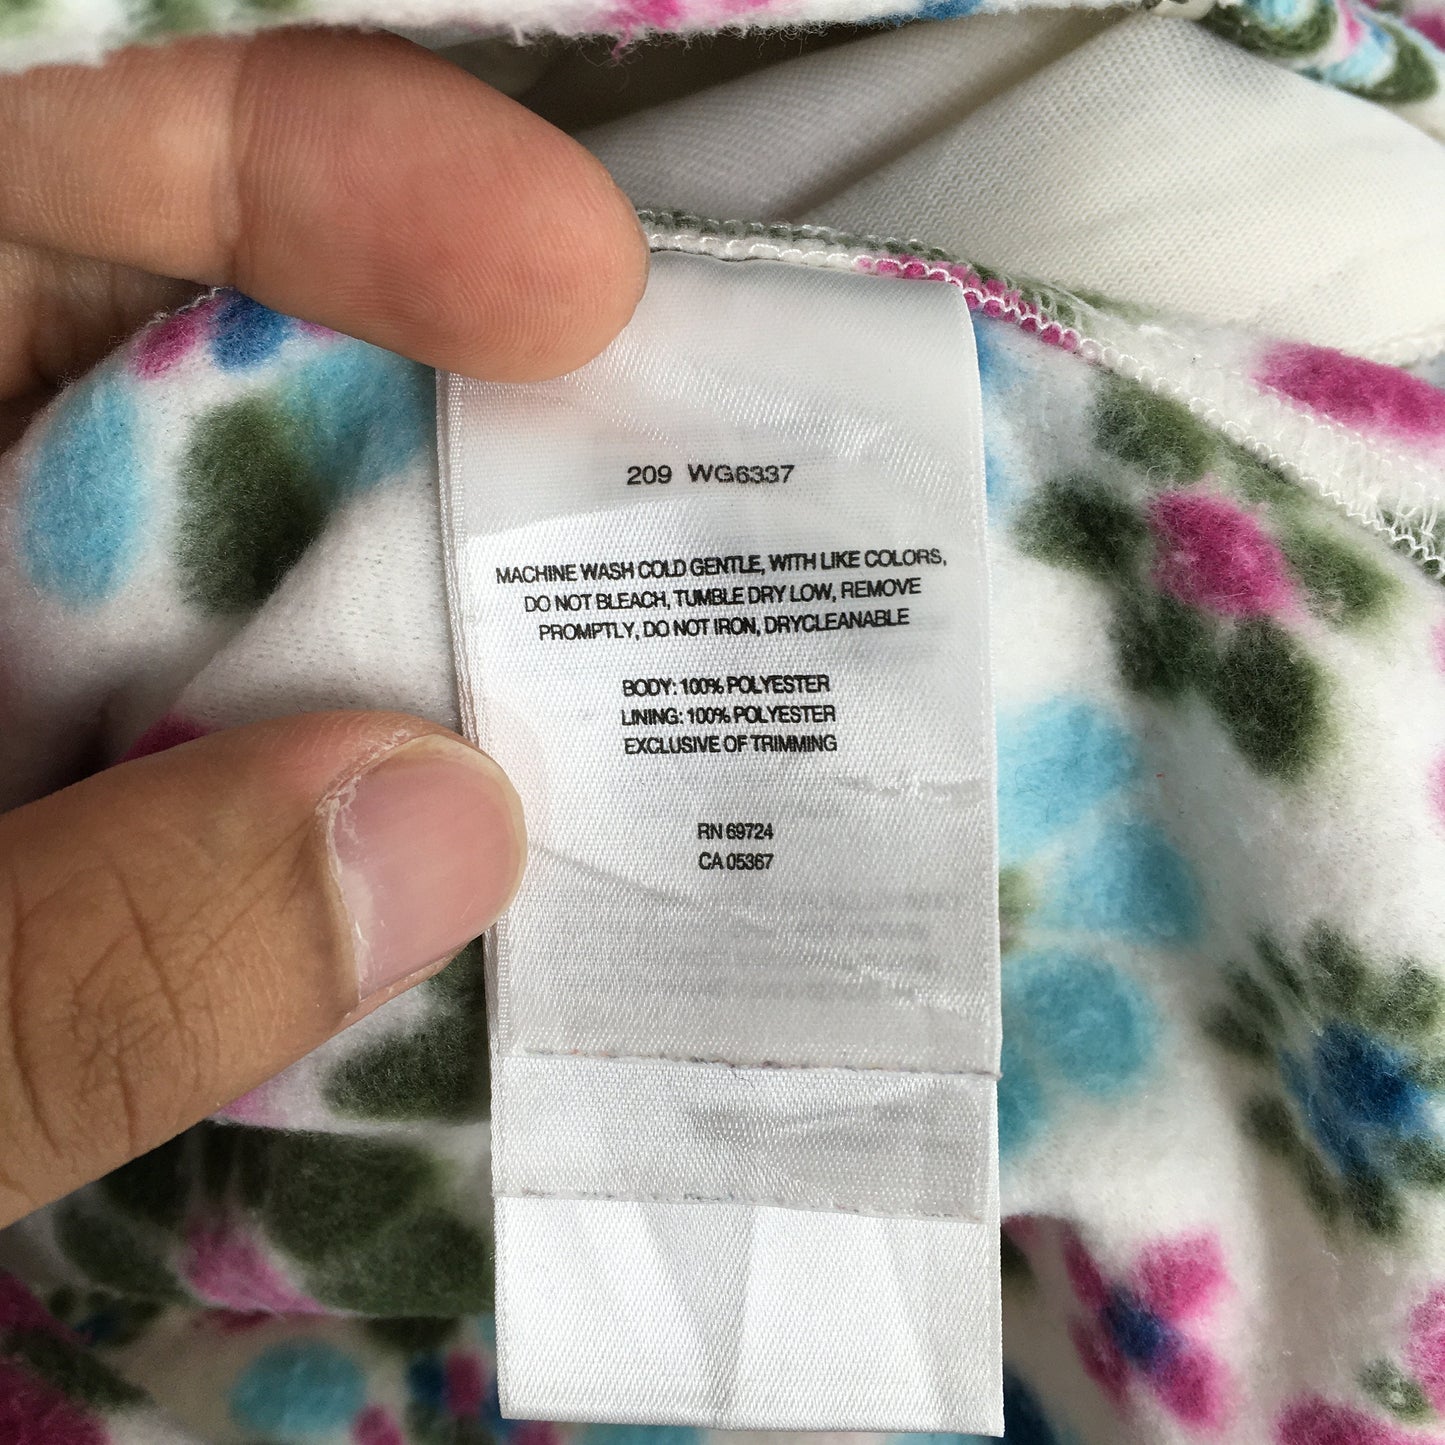 209 WG6337
MACHINE WASH COLD GENTLE, WITH LIKE COLORS,
DO NOT BLEACH, TUMBLE DRY LOW, REMOVE
PROMPTLY, DO NOT IRON, DRYCLEANABLE
BODY: 100% POLYESTER
LINING: 100% POLYESTER
EXCLUSIVE OF TRIMMING
RN 69724
CA 05367